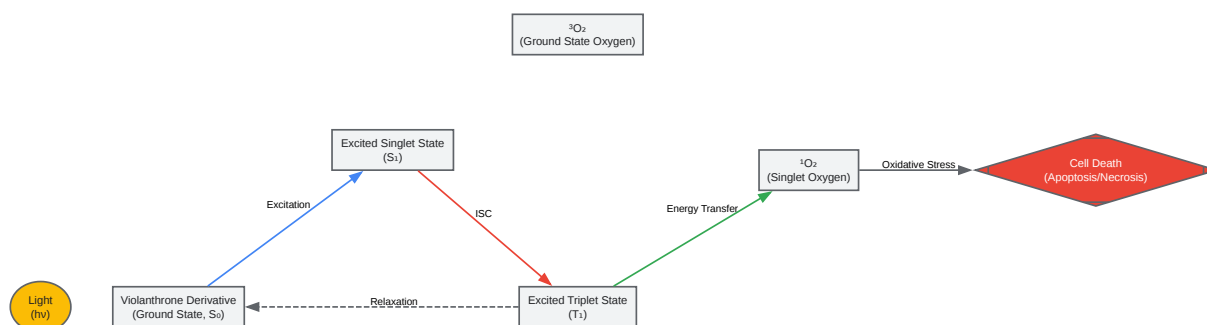 ³O₂
(Ground State Oxygen)
Excited Singlet State
(S₁)
¹O₂
(Singlet Oxygen)
Oxidative Stress
Cell Death
(Apoptosis/Necrosis)
Excitation
ISC
Energy Transfer
Light
(hν)
Violanthrone Derivative
(Ground State, S₀)
Relaxation
Excited Triplet State
(T₁)